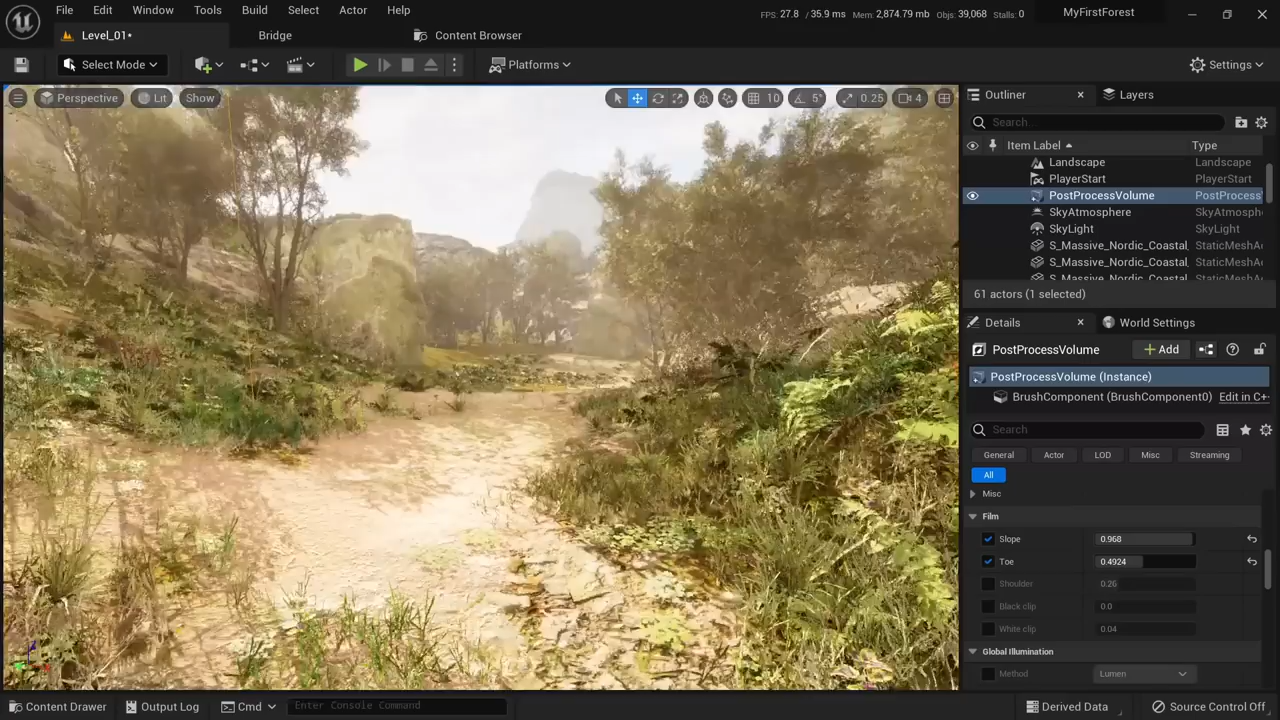 File Edit Window Tools Build Select Actor Help
FPS: 27.8 / 35.9 ms Mem: 2,874.79 mb Objs: 39,068 Stalls: 0
MyFirstForest
Level_01*
Bridge
Content Browser
Select Mode
Platforms
Settings
Perspective
Lit
Show
10
5°
0.25
4
Outliner
Layers
Search...
Item Label
Type
Landscape Landscape
PlayerStart PlayerStart
PostProcessVolume PostProcess
SkyAtmosphere SkyAtmosph
SkyLight SkyLight
S_Massive_Nordic_Coastal_ StaticMeshA
S_Massive_Nordic_Coastal_ StaticMeshA
S_Massive_Nordic_Coastal_ StaticMeshA
61 actors (1 selected)
Details
World Settings
PostProcessVolume
Add
PostProcessVolume (Instance)
BrushComponent (BrushComponent0) Edit in C+
Search
General Actor LOD Misc Streaming
All
Misc
Film
Slope 0.968
Toe 0.4924
Shoulder 0.26
Black clip 0.0
White clip 0.04
Global Illumination
Method Lumen
Content Drawer
Output Log
Cmd
Enter Console Command
Derived Data
Source Control Off